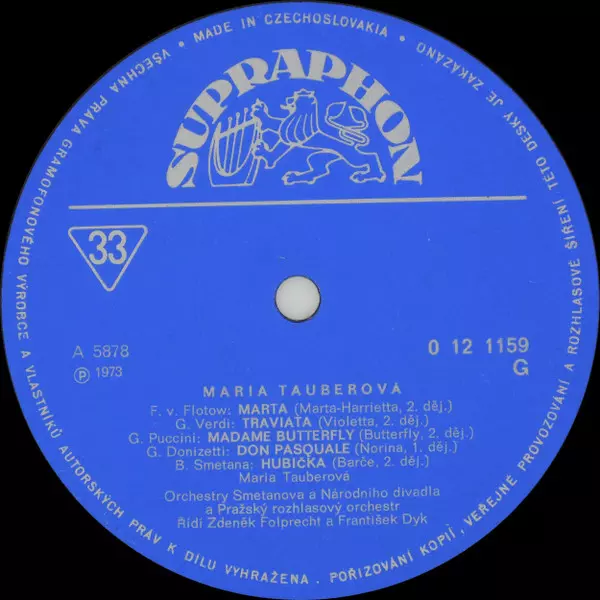 VŠECHNA PRÁVA GRAMOFONOVÉHO VÝROBCE A VLASTNÍKŮ AUTORSKÝCH PRÁV K DÍLU VYHRAŽENA . POŘIZOVÁNÍ KOPIÍ, VEŘEJNÉ PROVOZOVÁNÍ A ROZHLASOVÉ ŠÍŘENÍ TÉTO DESKY JE ZAKÁZÁNO • MADE IN CZECHOSLOVAKIA •
SUPRAPHON
33
A 5878
0 12 1159
℗ 1973
G
MARIA TAUBEROVÁ
F. v. Flotow: MARTA (Marta-Harrietta, 2. děj.)
G. Verdi: TRAVIATA (Violetta, 2. děj.)
G. Puccini: MADAME BUTTERFLY (Butterfly, 2. děj.)
G. Donizetti: DON PASQUALE (Norina, 1. děj.)
B. Smetana: HUBIČKA (Barče, 2. děj.)
Maria Tauberová
Orchestry Smetanova a Národního divadla
a Pražský rozhlasový orchestr
Řídí Zdeněk Folprecht a František Dyk